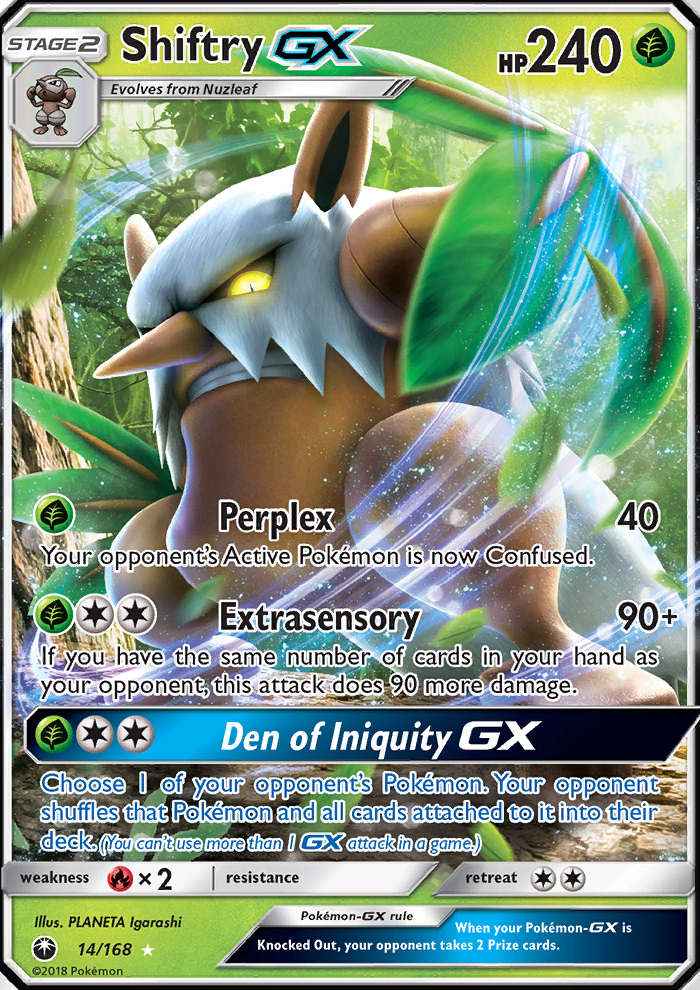 STAGE 2
Shiftry GX
HP 240
Evolves from Nuzleaf
Perplex 40
Your opponent's Active Pokémon is now Confused.
Extrasensory 90+
If you have the same number of cards in your hand as
your opponent, this attack does 90 more damage.
Den of Iniquity GX
Choose 1 of your opponent's Pokémon. Your opponent
shuffles that Pokémon and all cards attached to it into their
deck. (You can't use more than 1 GX attack in a game.)
weakness ×2 resistance retreat
Illus. PLANETA Igarashi
14/168
©2018 Pokémon
Pokémon-GX rule
When your Pokémon-GX is
Knocked Out, your opponent takes 2 Prize cards.